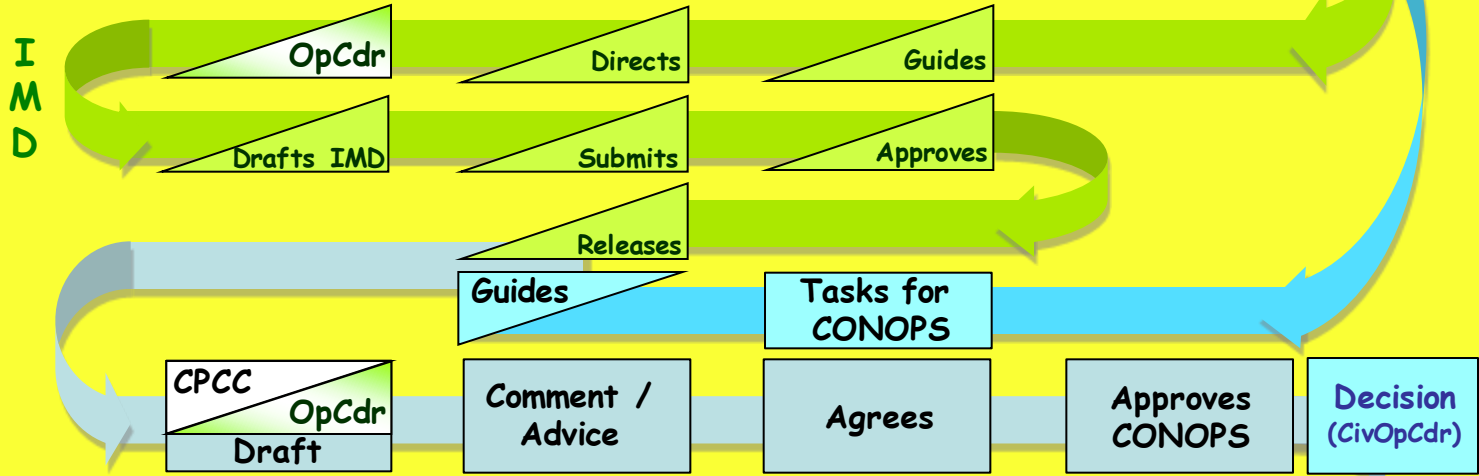 I
M
D
OpCdr
Directs
Guides
Drafts IMD
Submits
Approves
Releases
Guides
Tasks for
CONOPS
CPCC
OpCdr
Draft
Comment /
Advice
Agrees
Approves
CONOPS
Decision
(CivOpCdr)